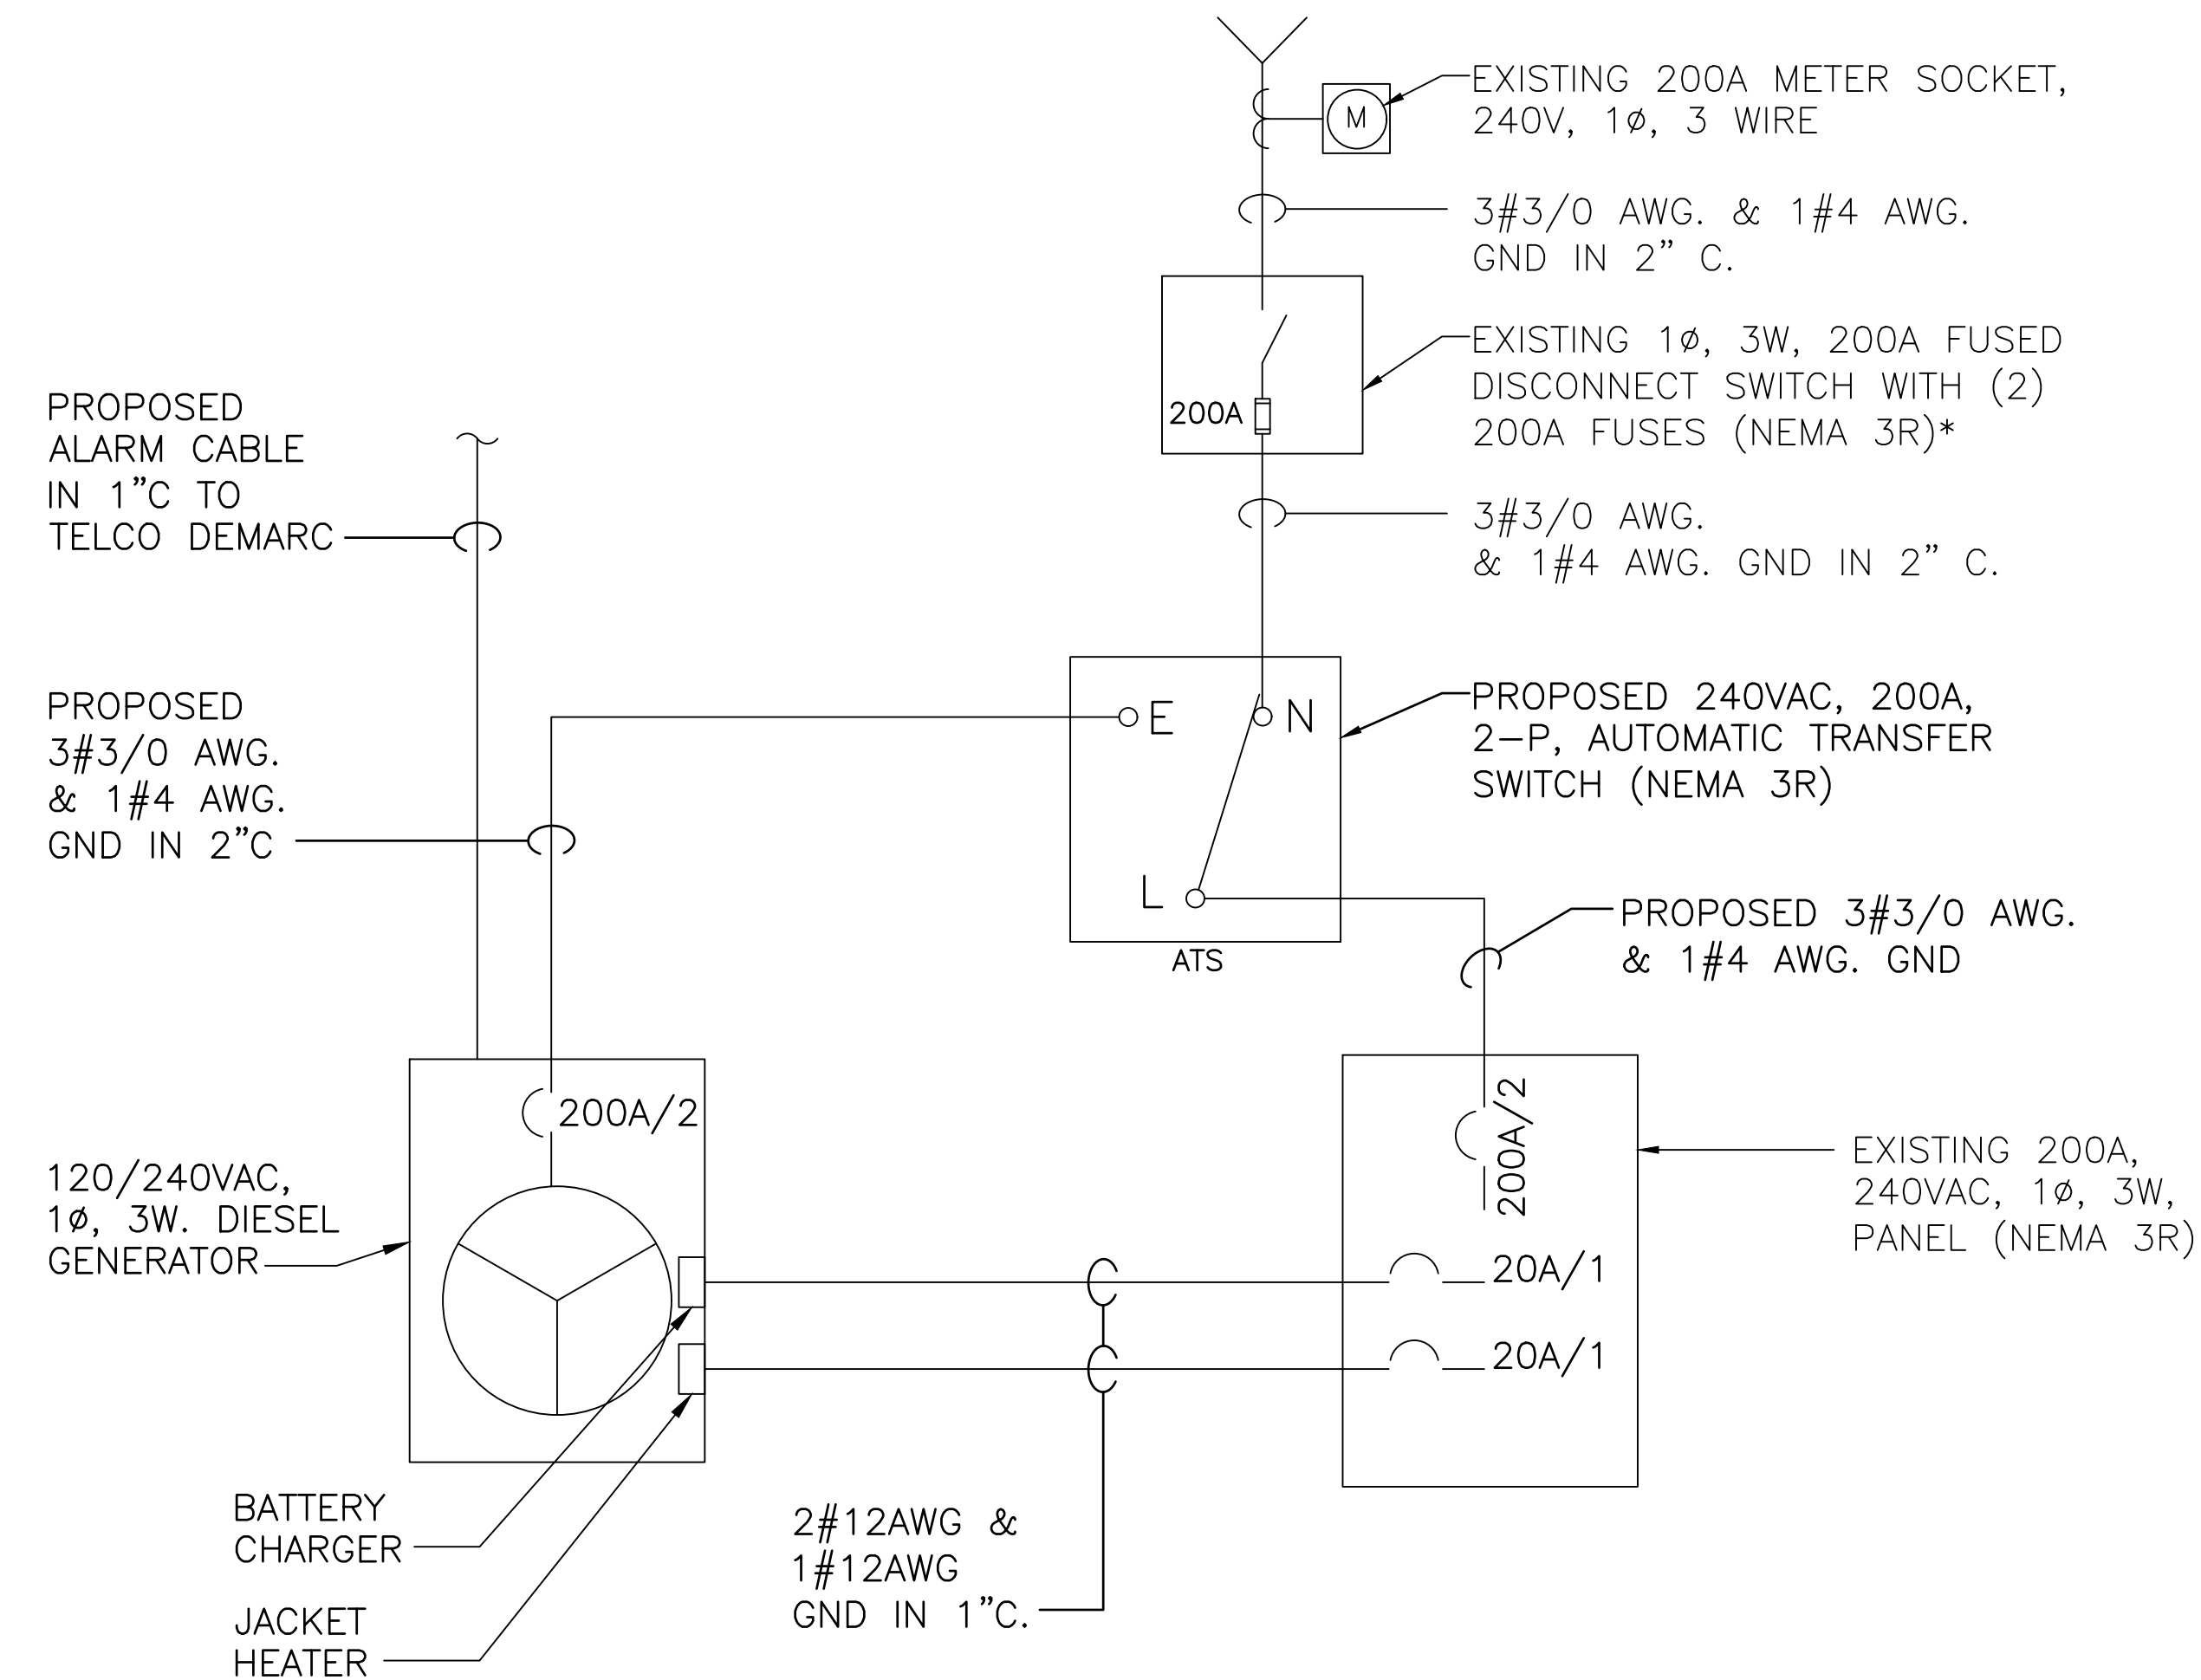 M
EXISTING 200A METER SOCKET,
240V, 1ø, 3 WIRE
3#3/0 AWG. & 1#4 AWG.
GND IN 2" C.
EXISTING 1ø, 3W, 200A FUSED
DISCONNECT SWITCH WITH (2)
200A FUSES (NEMA 3R)*
200A
PROPOSED
ALARM CABLE
IN 1"C TO
TELCO DEMARC
3#3/0 AWG.
& 1#4 AWG. GND IN 2" C.
PROPOSED
3#3/0 AWG.
& 1#4 AWG.
GND IN 2"C
E
N
L
ATS
PROPOSED 240VAC, 200A,
2-P, AUTOMATIC TRANSFER
SWITCH (NEMA 3R)
PROPOSED 3#3/0 AWG.
& 1#4 AWG. GND
200A/2
200A/2
120/240VAC,
1ø, 3W. DIESEL
GENERATOR
EXISTING 200A,
240VAC, 1ø, 3W,
PANEL (NEMA 3R)
20A/1
20A/1
BATTERY
CHARGER
JACKET
HEATER
2#12AWG &
1#12AWG
GND IN 1"C.